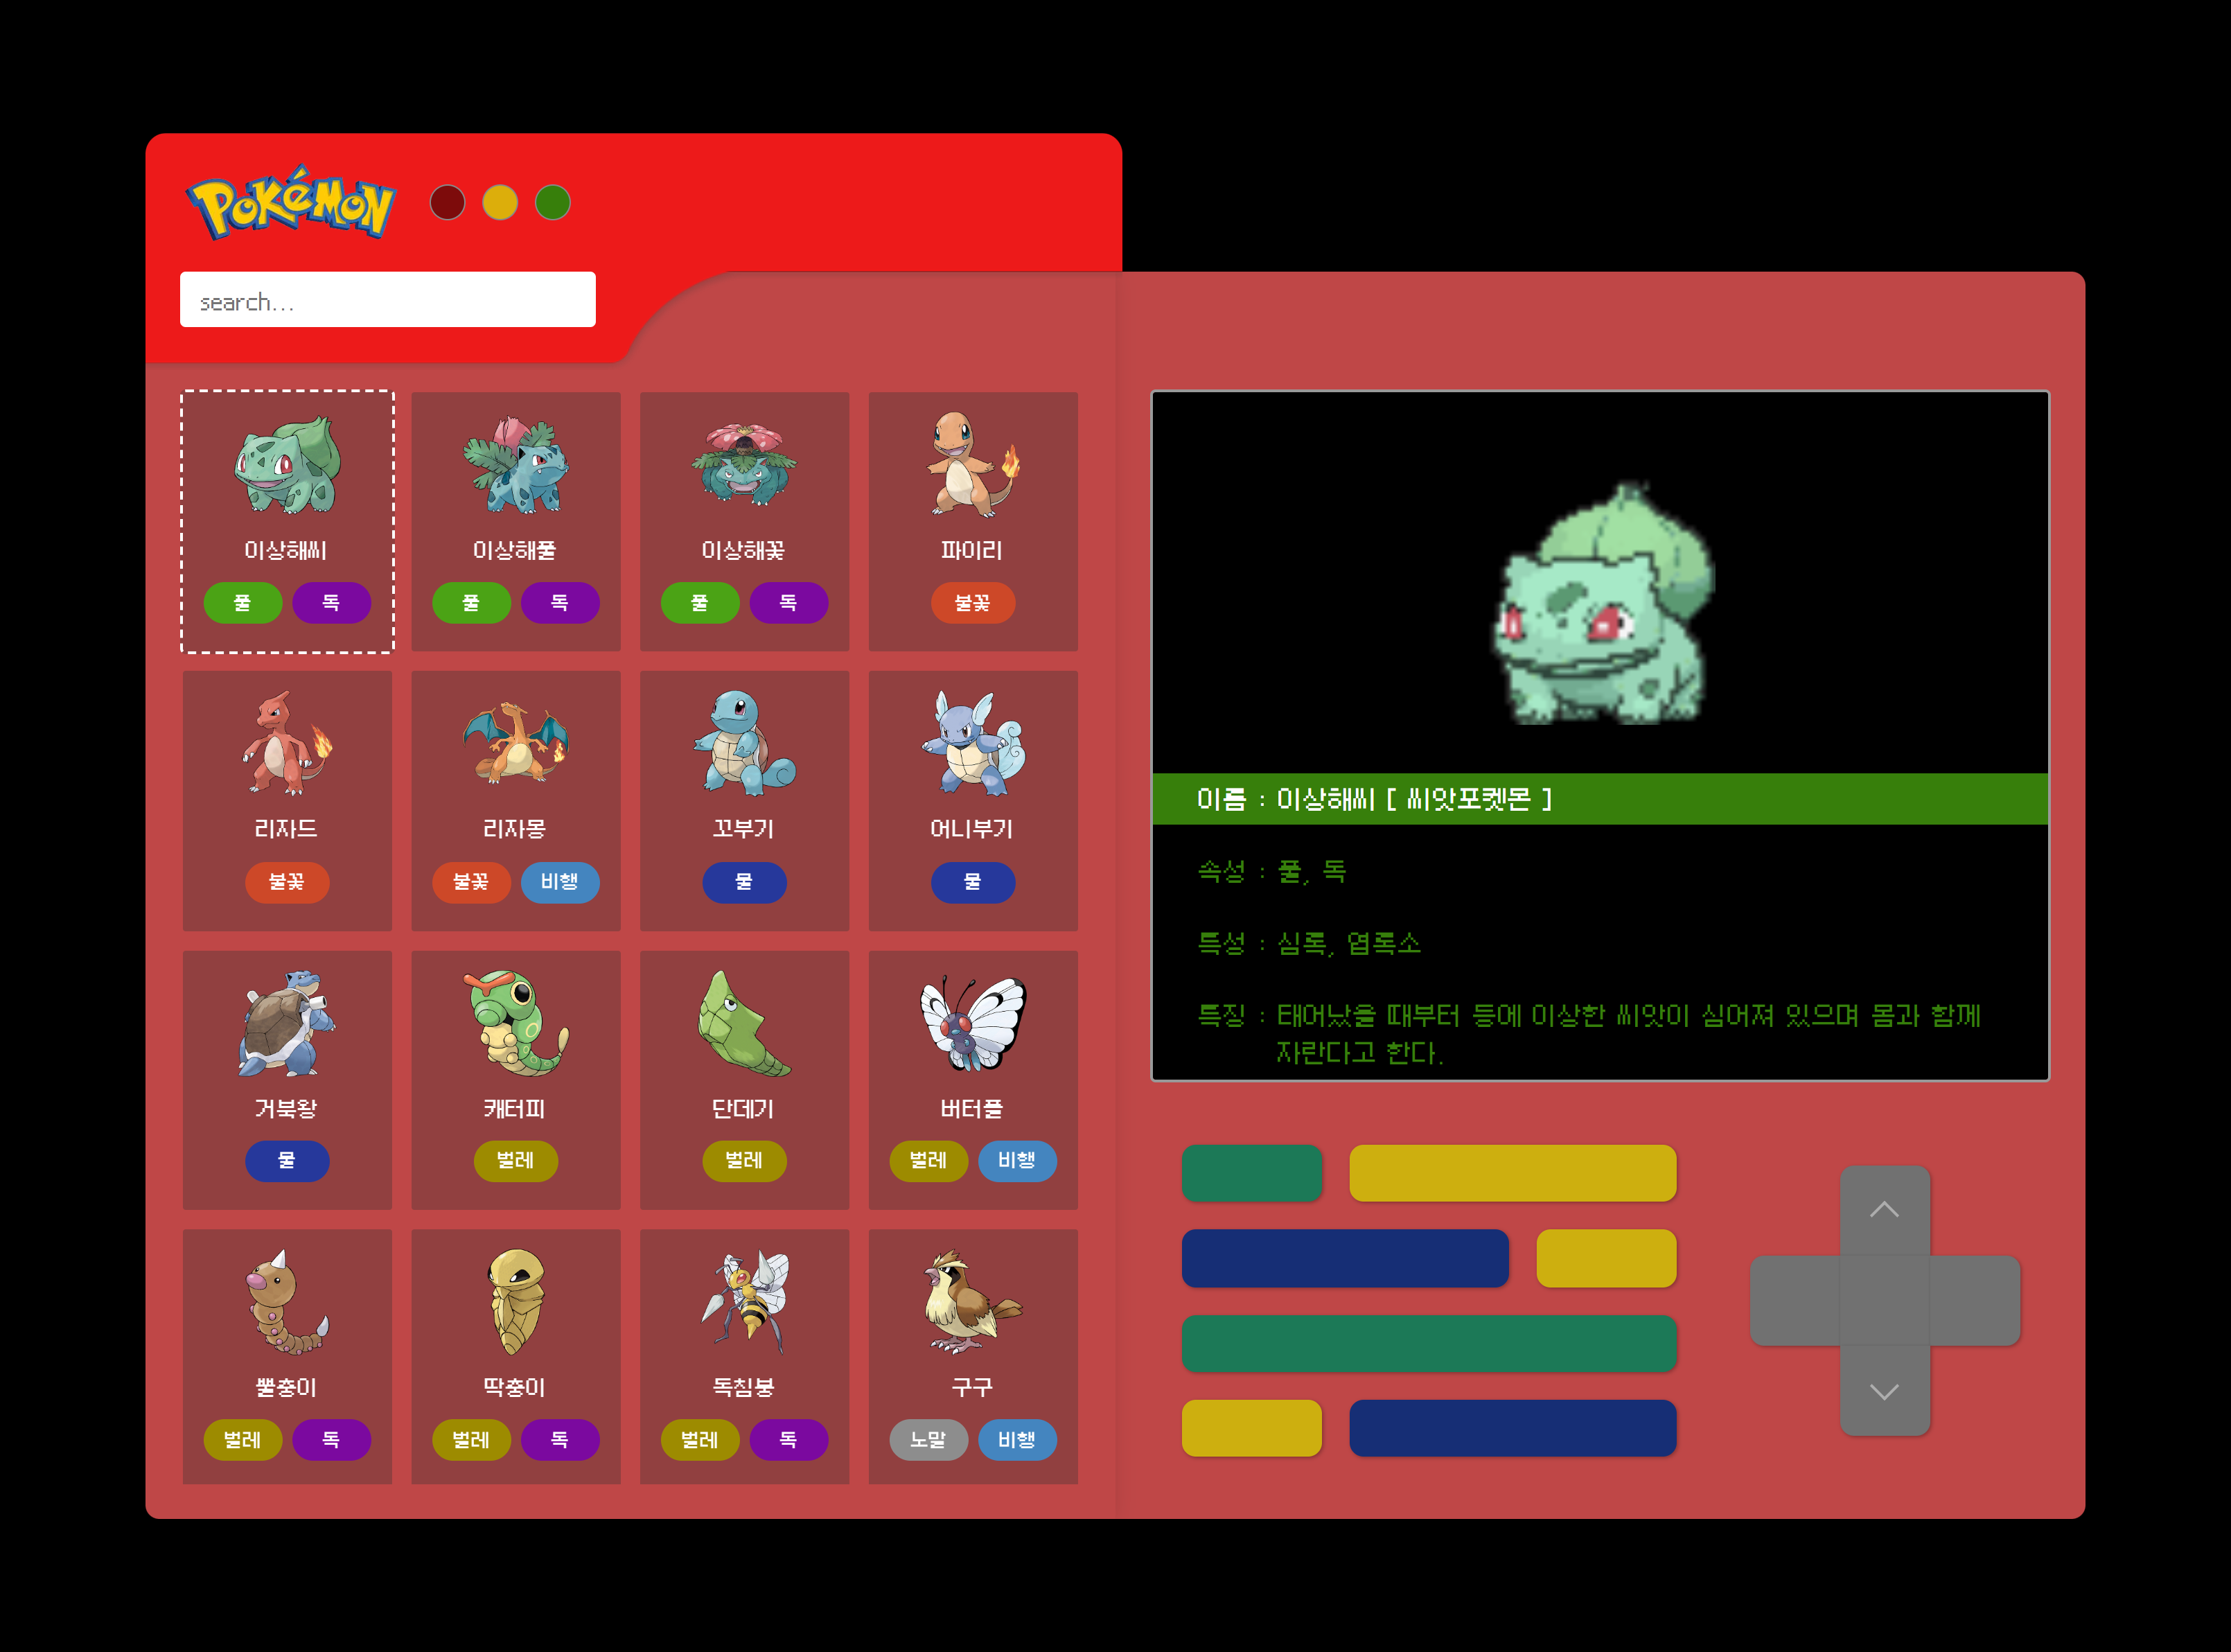 POKéMON
search...
이상해씨
풀 독
이상해풀
풀 독
이상해꽃
풀 독
파이리
불꽃
리자드
불꽃
리자몽
불꽃 비행
꼬부기
물
어니부기
물
거북왕
물
캐터피
벌레
단데기
벌레
버터플
벌레 비행
뿔충이
벌레 독
딱충이
벌레 독
독침붕
벌레 독
구구
노말 비행
이름 : 이상해씨 [ 씨앗포켓몬 ]
속성 : 풀, 독
특성 : 심록, 엽록소
특징 : 태어났을 때부터 등에 이상한 씨앗이 심어져 있으며 몸과 함께
자란다고 한다.